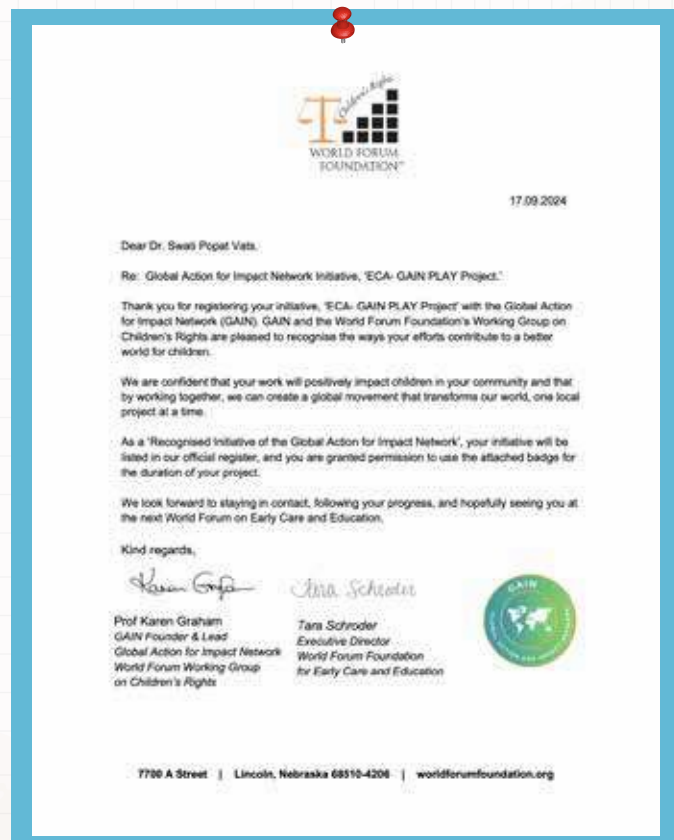 Children's Rights
WORLD FORUM
FOUNDATION™
17.09.2024
Dear Dr. Swati Popat Vats,
Re: Global Action for Impact Network Initiative, 'ECA- GAIN PLAY Project.'
Thank you for registering your initiative, 'ECA- GAIN PLAY Project' with the Global Action
for Impact Network (GAIN). GAIN and the World Forum Foundation's Working Group on
Children's Rights are pleased to recognise the ways your efforts contribute to a better
world for children.
We are confident that your work will positively impact children in your community and that
by working together, we can create a global movement that transforms our world, one local
project at a time.
As a 'Recognised Initiative of the Global Action for Impact Network', your initiative will be
listed in our official register, and you are granted permission to use the attached badge for
the duration of your project.
We look forward to staying in contact, following your progress, and hopefully seeing you at
the next World Forum on Early Care and Education.
Kind regards,
Tara Schroder
Prof Karen Graham
GAIN Founder & Lead
Global Action for Impact Network
World Forum Working Group
on Children's Rights
Tara Schroder
Executive Director
World Forum Foundation
for Early Care and Education
GAIN
7700 A Street | Lincoln, Nebraska 68510-4206 | worldforumfoundation.org